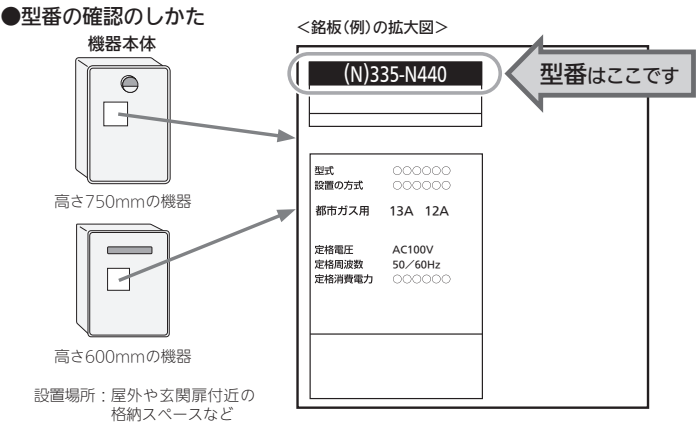 ●型番の確認のしかた
機器本体
高さ750mmの機器
高さ600mmの機器
設置場所：屋外や玄関扉付近の
格納スペースなど
＜銘板(例)の拡大図＞
(N)335-N440
型番はここです
型式 ○○○○○○
設置の方式 ○○○○○○
都市ガス用 13A 12A
定格電圧 AC100V
定格周波数 50／60Hz
定格消費電力 ○○○○○○